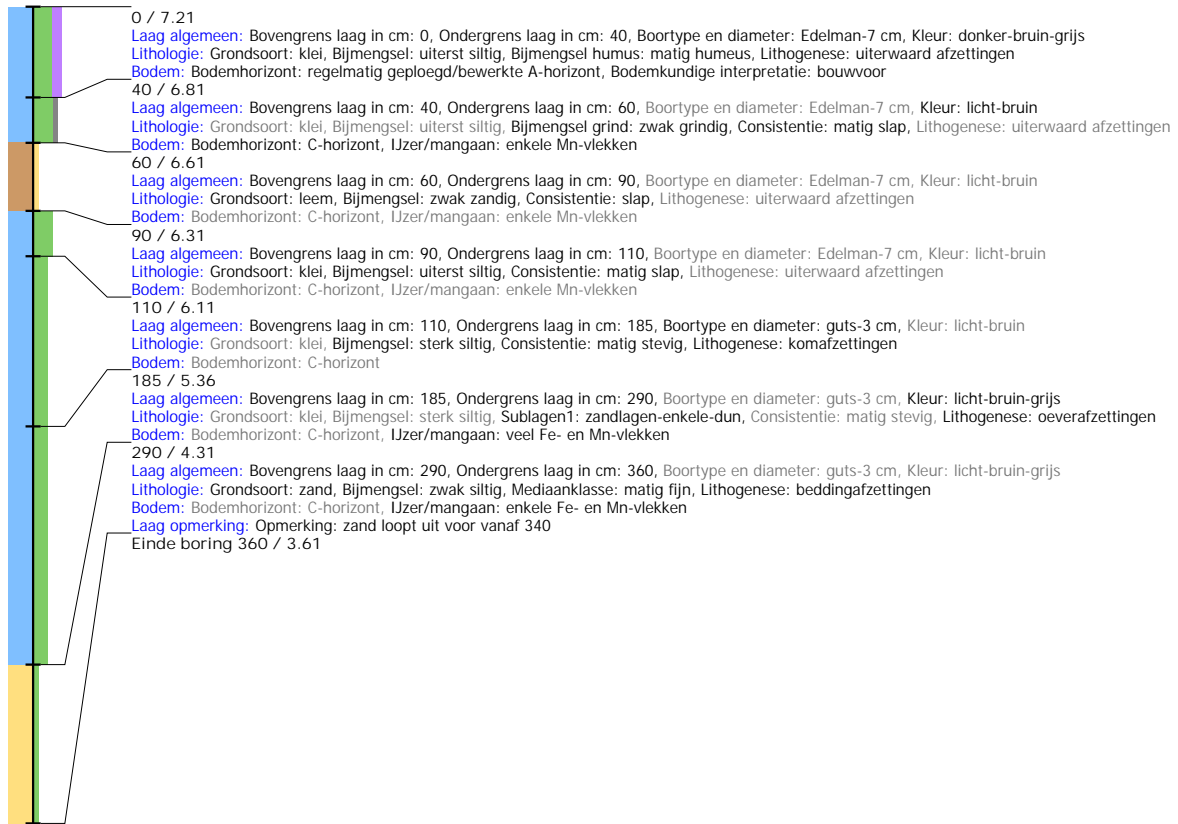 0 / 7.21
Laag algemeen: Bovengrens laag in cm: 0, Ondergrens laag in cm: 40, Boortype en diameter: Edelman-7 cm, Kleur: donker-bruin-grijs
Lithologie: Grondsoort: klei, Bijmengsel: uiterst siltig, Bijmengsel humus: matig humeus, Lithogenese: uiterwaard afzettingen
Bodem: Bodemhorizont: regelmatig geploegd/bewerkte A-horizont, Bodemkundige interpretatie: bouwvoor
40 / 6.81
Laag algemeen: Bovengrens laag in cm: 40, Ondergrens laag in cm: 60, Boortype en diameter: Edelman-7 cm, Kleur: licht-bruin
Lithologie: Grondsoort: klei, Bijmengsel: uiterst siltig, Bijmengsel grind: zwak grindig, Consistentie: matig slap, Lithogenese: uiterwaard afzettingen
Bodem: Bodemhorizont: C-horizont, IJzer/mangaan: enkele Mn-vlekken
60 / 6.61
Laag algemeen: Bovengrens laag in cm: 60, Ondergrens laag in cm: 90, Boortype en diameter: Edelman-7 cm, Kleur: licht-bruin
Lithologie: Grondsoort: leem, Bijmengsel: zwak zandig, Consistentie: slap, Lithogenese: uiterwaard afzettingen
Bodem: Bodemhorizont: C-horizont, IJzer/mangaan: enkele Mn-vlekken
90 / 6.31
Laag algemeen: Bovengrens laag in cm: 90, Ondergrens laag in cm: 110, Boortype en diameter: Edelman-7 cm, Kleur: licht-bruin
Lithologie: Grondsoort: klei, Bijmengsel: uiterst siltig, Consistentie: matig slap, Lithogenese: uiterwaard afzettingen
Bodem: Bodemhorizont: C-horizont, IJzer/mangaan: enkele Mn-vlekken
110 / 6.11
Laag algemeen: Bovengrens laag in cm: 110, Ondergrens laag in cm: 185, Boortype en diameter: guts-3 cm, Kleur: licht-bruin
Lithologie: Grondsoort: klei, Bijmengsel: sterk siltig, Consistentie: matig stevig, Lithogenese: komafzettingen
Bodem: Bodemhorizont: C-horizont
185 / 5.36
Laag algemeen: Bovengrens laag in cm: 185, Ondergrens laag in cm: 290, Boortype en diameter: guts-3 cm, Kleur: licht-bruin-grijs
Lithologie: Grondsoort: klei, Bijmengsel: sterk siltig, Sublagen1: zandlagen-enkele-dun, Consistentie: matig stevig, Lithogenese: oeverafzettingen
Bodem: Bodemhorizont: C-horizont, IJzer/mangaan: veel Fe- en Mn-vlekken
290 / 4.31
Laag algemeen: Bovengrens laag in cm: 290, Ondergrens laag in cm: 360, Boortype en diameter: guts-3 cm, Kleur: licht-bruin-grijs
Lithologie: Grondsoort: zand, Bijmengsel: zwak siltig, Mediaanklasse: matig fijn, Lithogenese: beddingafzettingen
Bodem: Bodemhorizont: C-horizont, IJzer/mangaan: enkele Fe- en Mn-vlekken
Laag opmerking: Opmerking: zand loopt uit voor vanaf 340
Einde boring 360 / 3.61